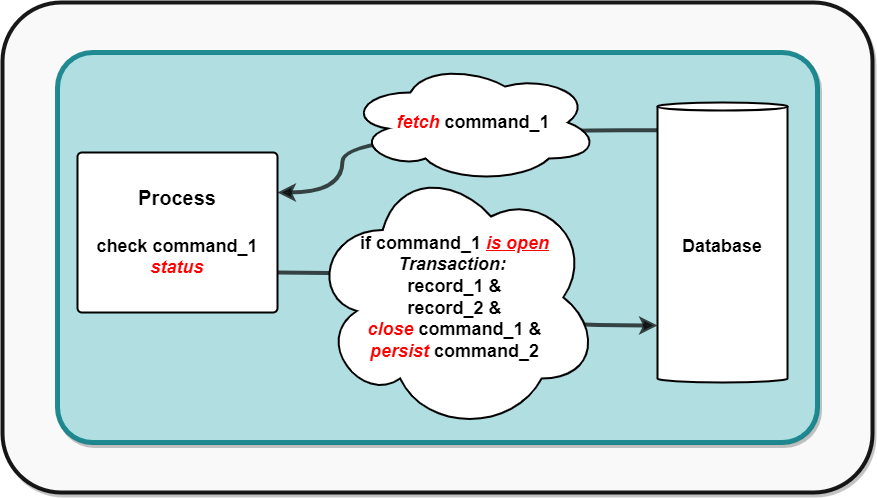 fetch command_1
Process
check command_1
status
if command_1 is open
Transaction:
record_1 &
record_2 &
close command_1 &
persist command_2
Database